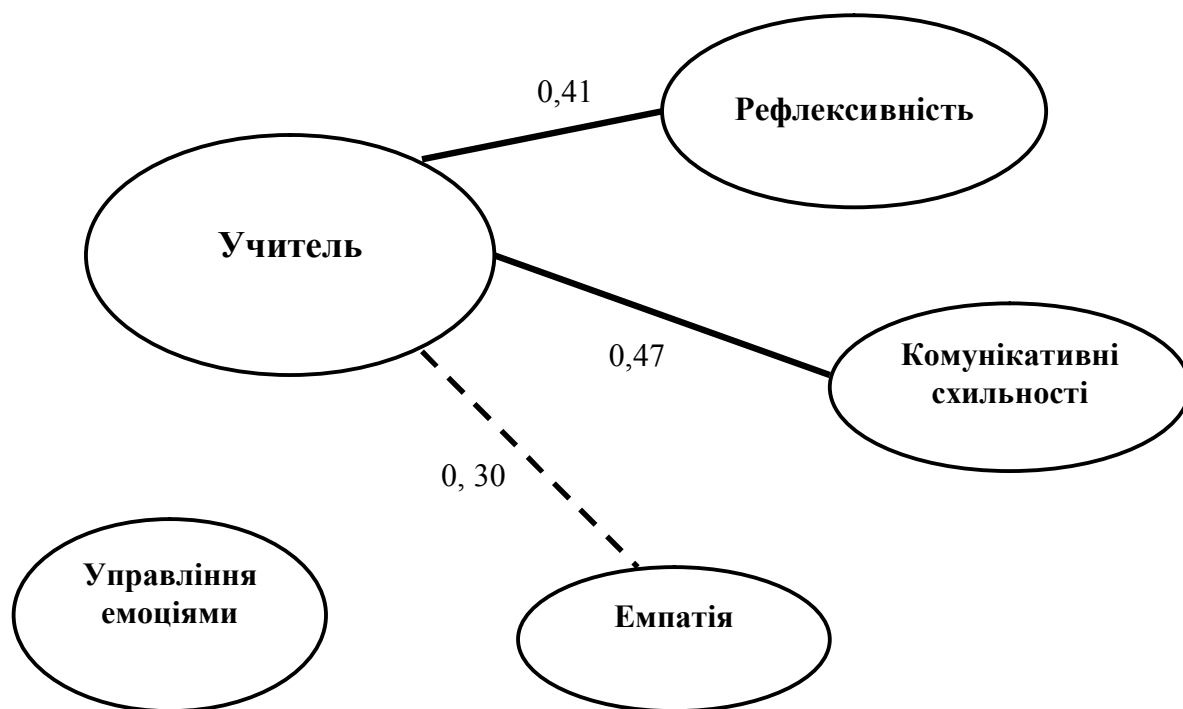 0,41
Рефлексивність
Учитель
0,47
Комунікативні
схильності
0, 30
Управління
емоціями
Емпатія